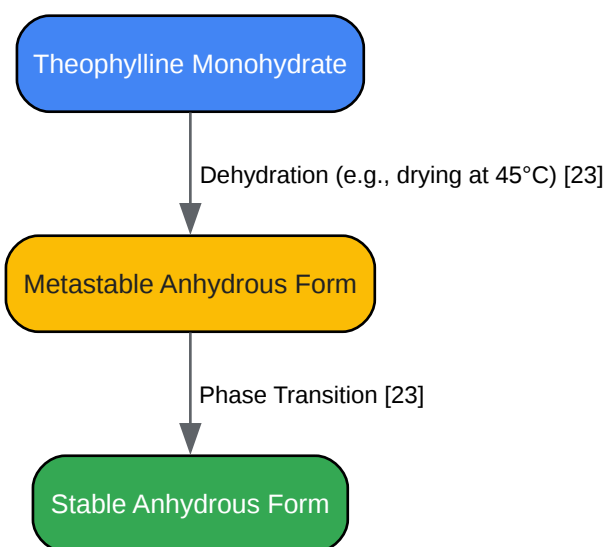 Theophylline Monohydrate
Dehydration (e.g., drying at 45°C) [23]
Metastable Anhydrous Form
Phase Transition [23]
Stable Anhydrous Form